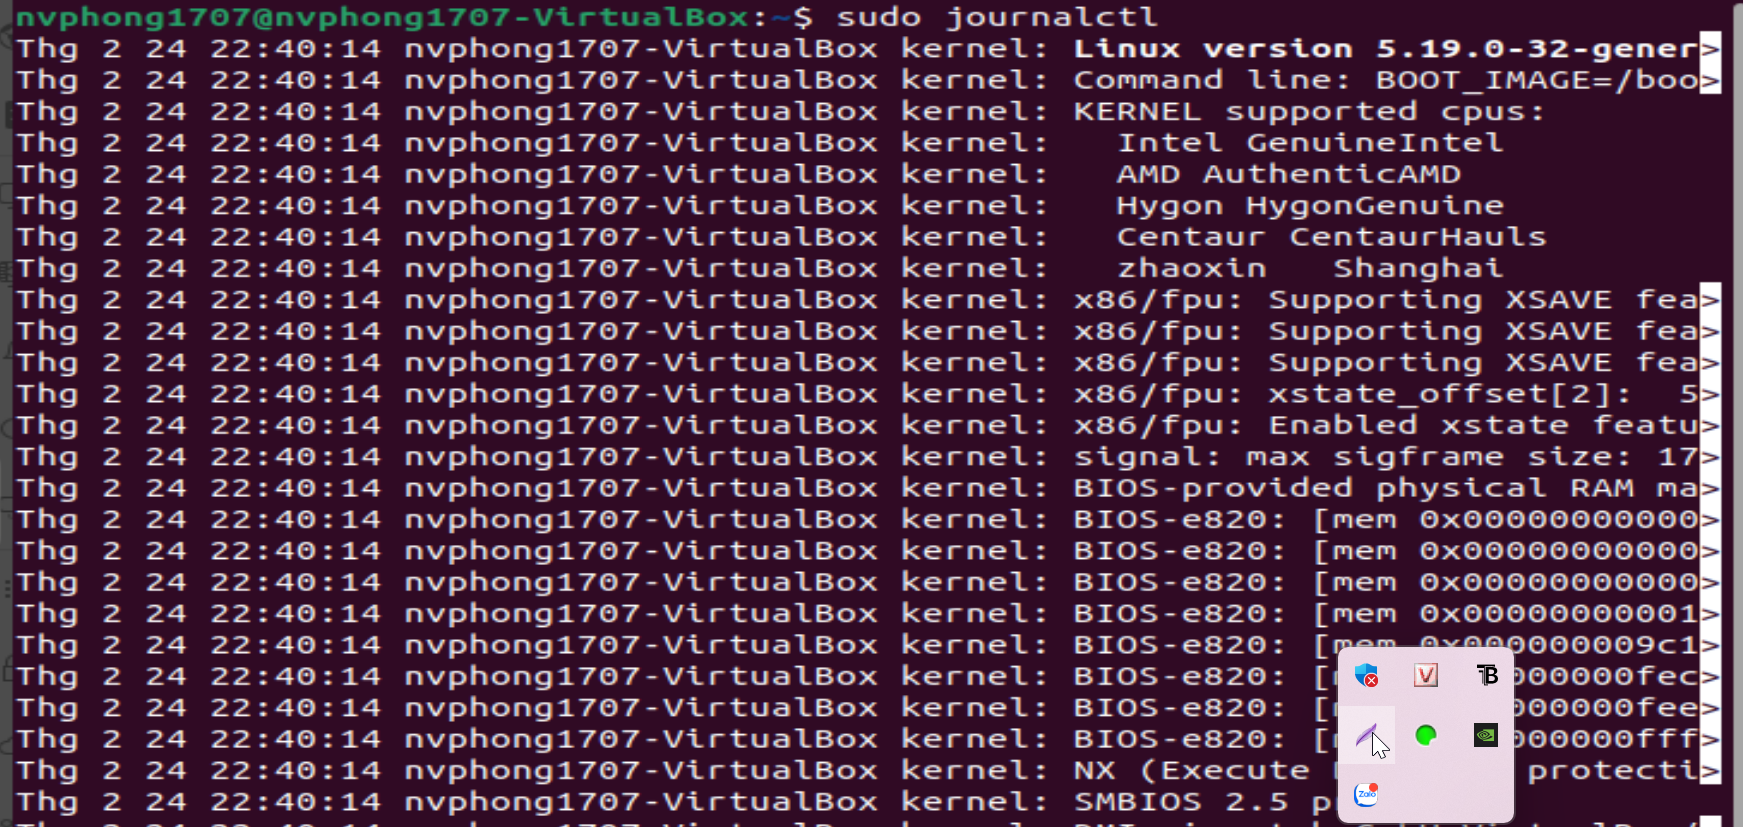 nvphong1707@nvphong1707-VirtualBox:~$ sudo journalctl
Thg 2 24 22:40:14 nvphong1707-VirtualBox kernel: Linux version 5.19.0-32-gener>
Thg 2 24 22:40:14 nvphong1707-VirtualBox kernel: Command line: BOOT_IMAGE=/boo>
Thg 2 24 22:40:14 nvphong1707-VirtualBox kernel: KERNEL supported cpus:
Thg 2 24 22:40:14 nvphong1707-VirtualBox kernel:   Intel GenuineIntel
Thg 2 24 22:40:14 nvphong1707-VirtualBox kernel:   AMD AuthenticAMD
Thg 2 24 22:40:14 nvphong1707-VirtualBox kernel:   Hygon HygonGenuine
Thg 2 24 22:40:14 nvphong1707-VirtualBox kernel:   Centaur CentaurHauls
Thg 2 24 22:40:14 nvphong1707-VirtualBox kernel:   zhaoxin   Shanghai
Thg 2 24 22:40:14 nvphong1707-VirtualBox kernel: x86/fpu: Supporting XSAVE fea>
Thg 2 24 22:40:14 nvphong1707-VirtualBox kernel: x86/fpu: Supporting XSAVE fea>
Thg 2 24 22:40:14 nvphong1707-VirtualBox kernel: x86/fpu: Supporting XSAVE fea>
Thg 2 24 22:40:14 nvphong1707-VirtualBox kernel: x86/fpu: xstate_offset[2]:  5>
Thg 2 24 22:40:14 nvphong1707-VirtualBox kernel: x86/fpu: Enabled xstate featu>
Thg 2 24 22:40:14 nvphong1707-VirtualBox kernel: signal: max sigframe size: 17>
Thg 2 24 22:40:14 nvphong1707-VirtualBox kernel: BIOS-provided physical RAM ma>
Thg 2 24 22:40:14 nvphong1707-VirtualBox kernel: BIOS-e820: [mem 0x00000000000>
Thg 2 24 22:40:14 nvphong1707-VirtualBox kernel: BIOS-e820: [mem 0x00000000000>
Thg 2 24 22:40:14 nvphong1707-VirtualBox kernel: BIOS-e820: [mem 0x00000000000>
Thg 2 24 22:40:14 nvphong1707-VirtualBox kernel: BIOS-e820: [mem 0x00000000001>
Thg 2 24 22:40:14 nvphong1707-VirtualBox kernel: BIOS-e820: [mem 0x000000009c1>
Thg 2 24 22:40:14 nvphong1707-VirtualBox kernel: BIOS-e820: [ 000000fec>
Thg 2 24 22:40:14 nvphong1707-VirtualBox kernel: BIOS-e820: [ 000000fee>
Thg 2 24 22:40:14 nvphong1707-VirtualBox kernel: BIOS-e820: [ 000000fff>
Thg 2 24 22:40:14 nvphong1707-VirtualBox kernel: NX (Execute protecti>
Thg 2 24 22:40:14 nvphong1707-VirtualBox kernel: SMBIOS 2.5 p
V
B
Zalo